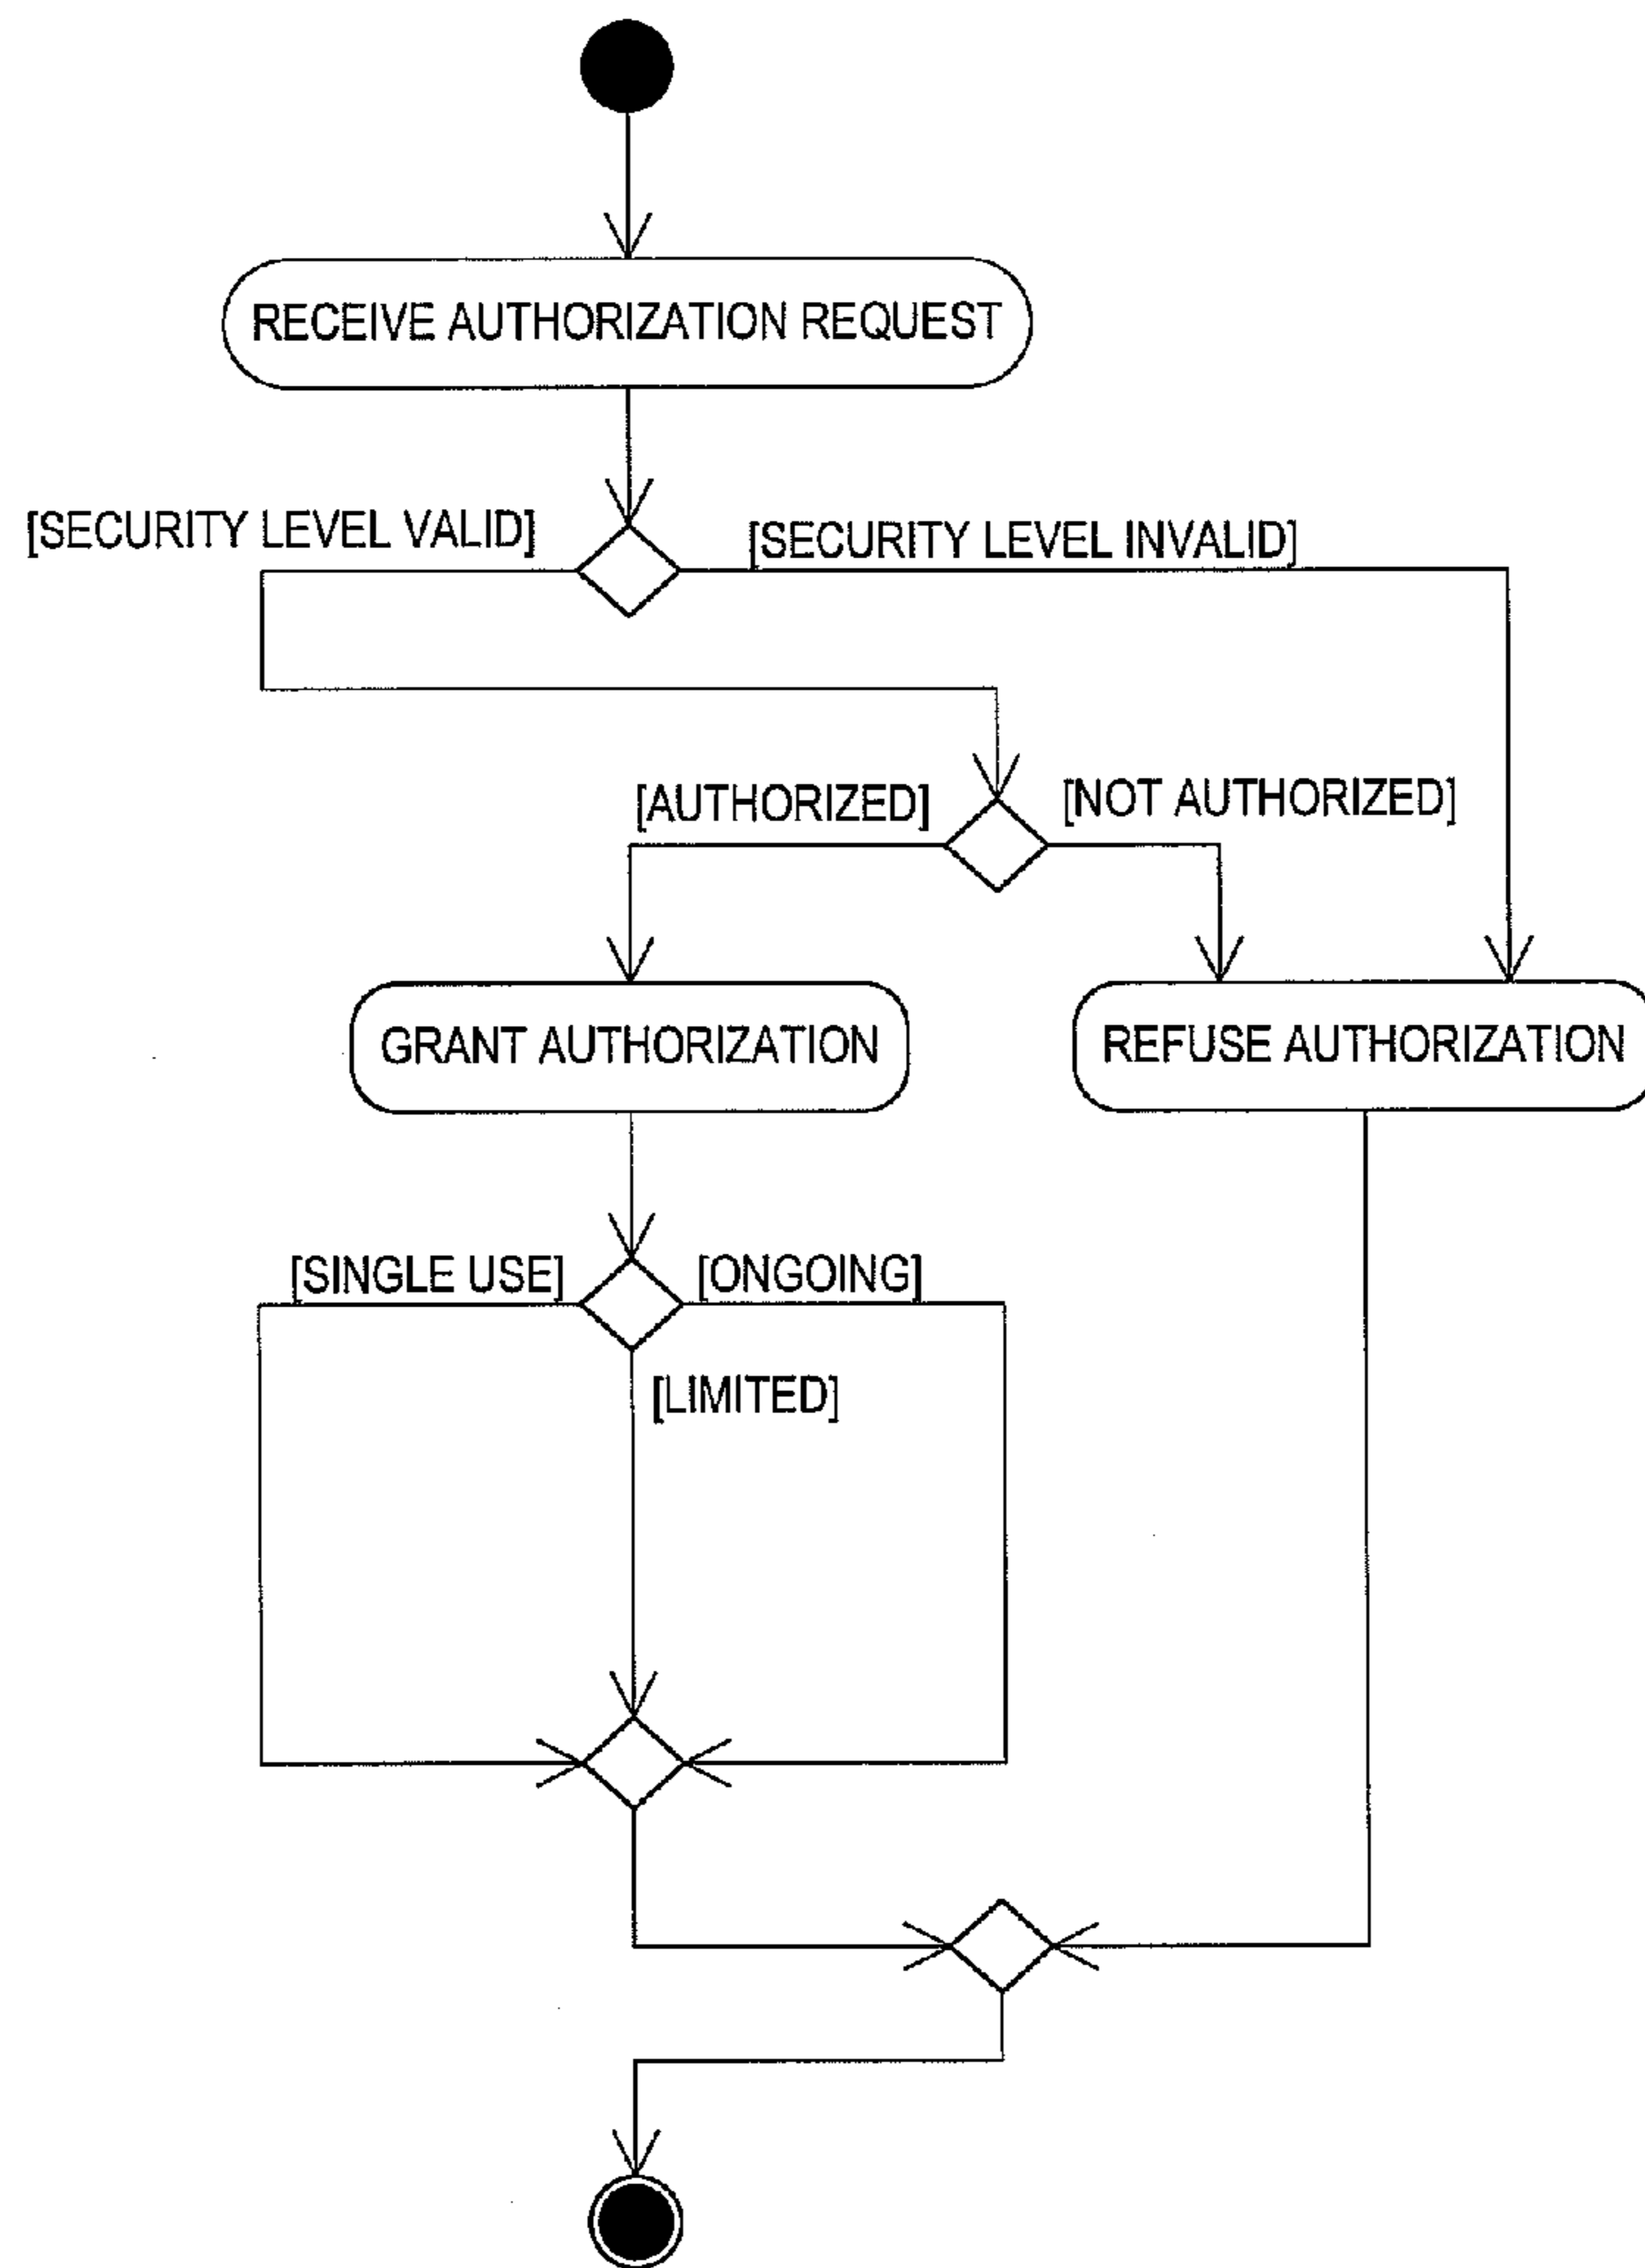 RECEIVE AUTHORIZATION REQUEST
[SECURITY LEVEL VALID]
[SECURITY LEVEL INVALID]
[AUTHORIZED]
[NOT AUTHORIZED]
GRANT AUTHORIZATION
REFUSE AUTHORIZATION
[SINGLE USE]
[ONGOING]
[LIMITED]